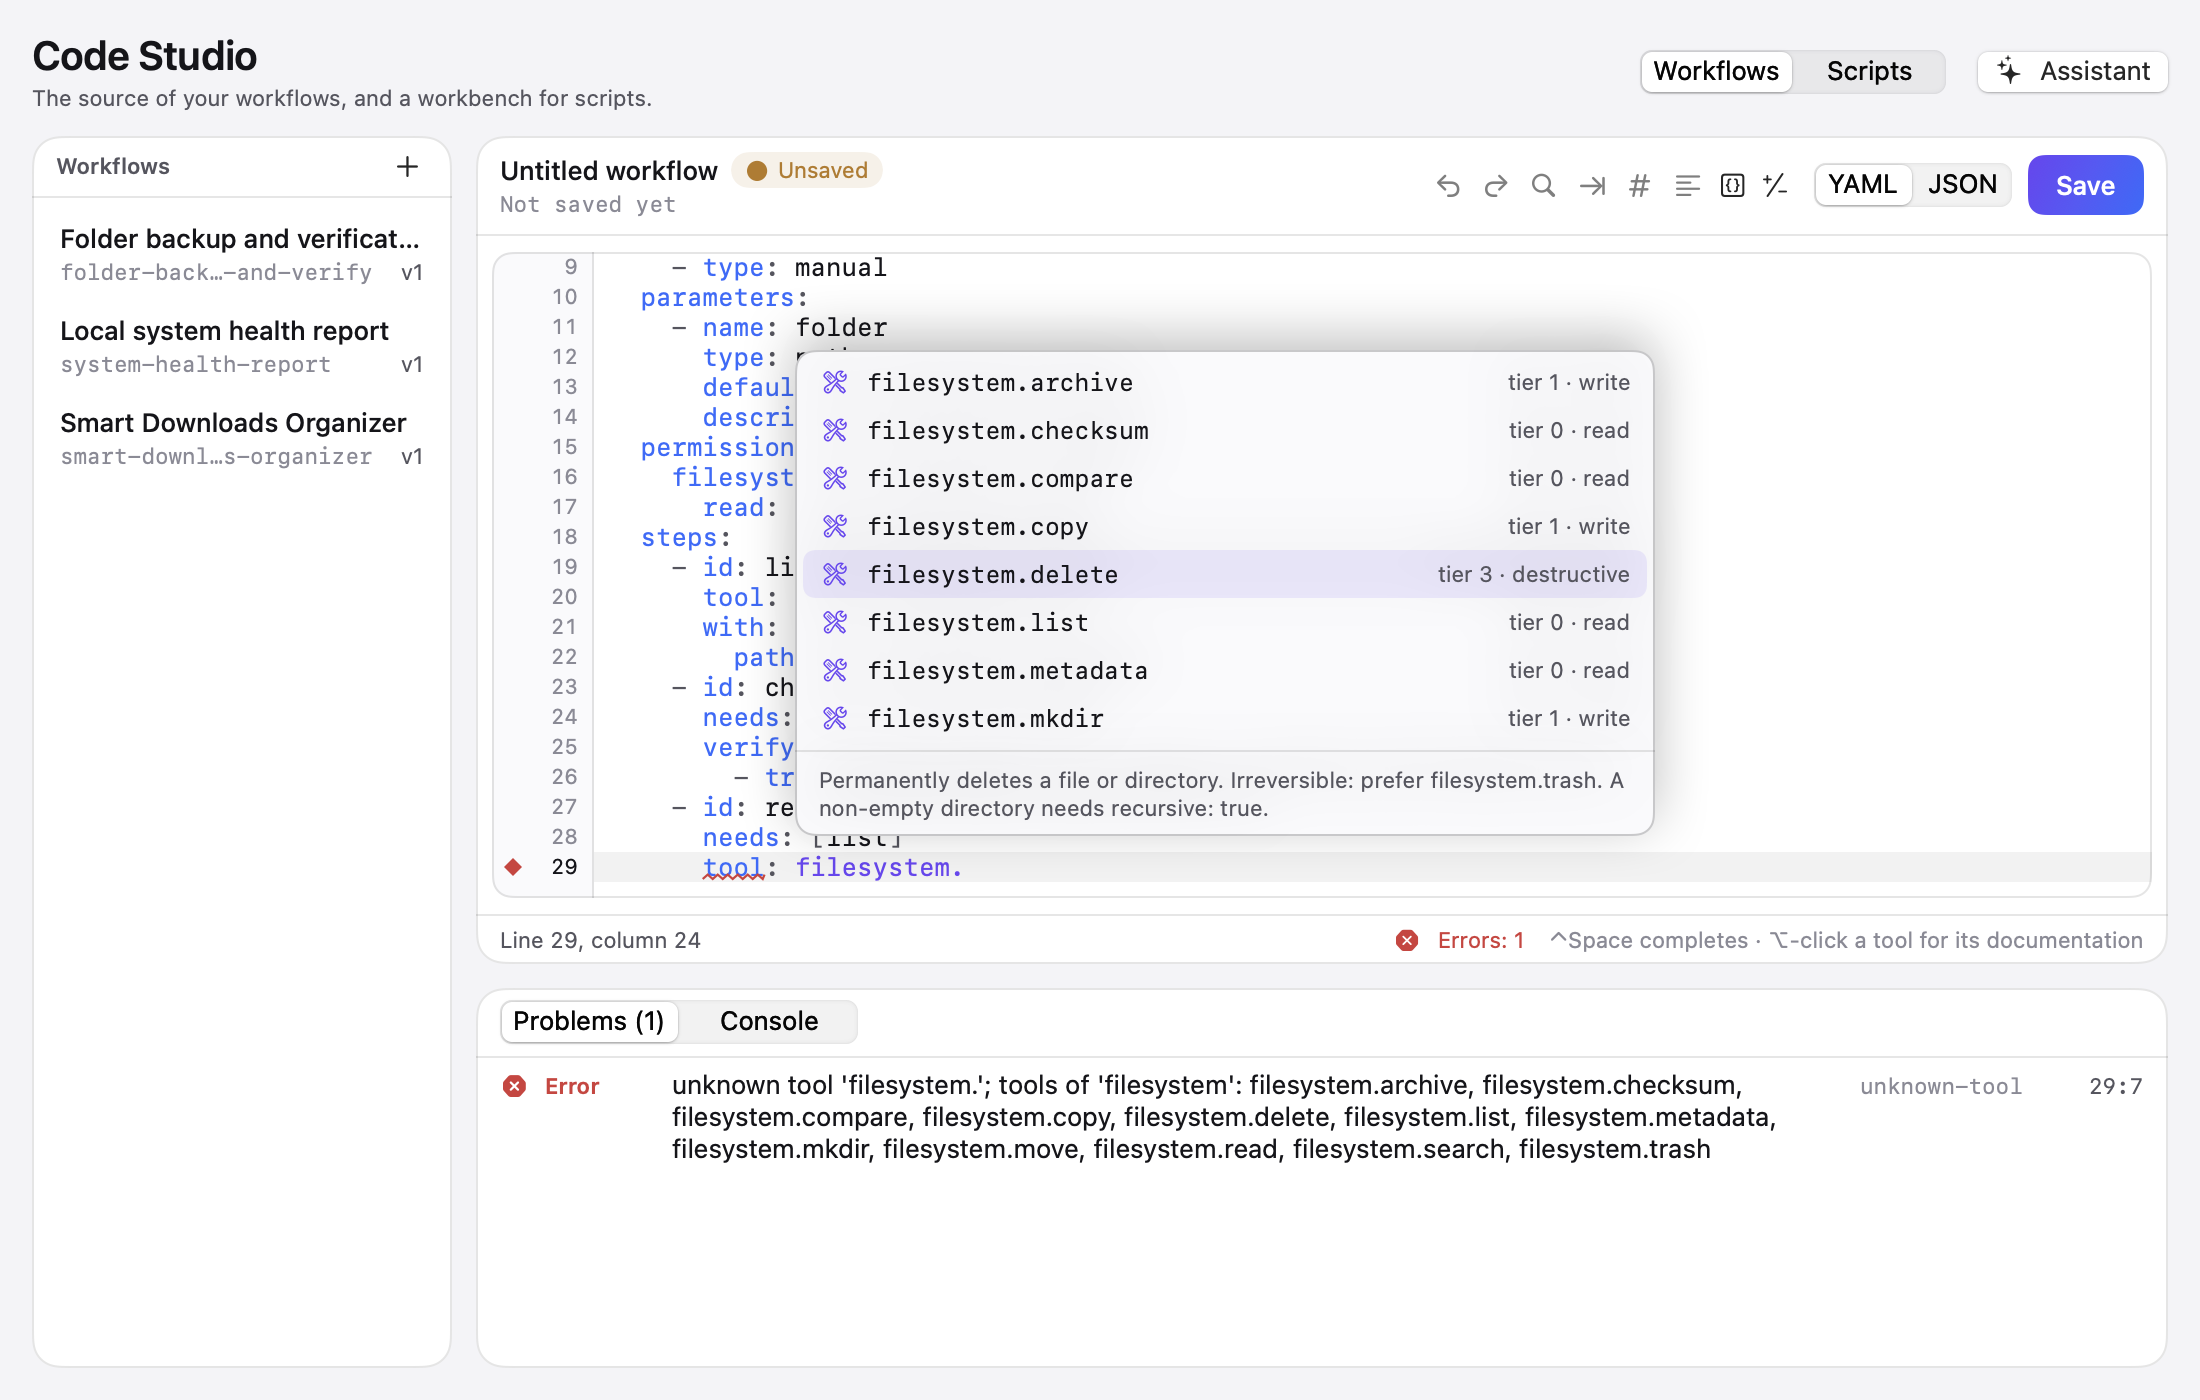 Code Studio
The source of your workflows, and a workbench for scripts.
Workflows
Scripts
Assistant
Workflows
Folder backup and verificat...
folder-back…-and-verify v1
Local system health report
system-health-report v1
Smart Downloads Organizer
smart-downl…s-organizer v1
Untitled workflow
Unsaved
Not saved yet
YAML
JSON
Save
9 - type: manual
10 parameters:
11 - name: folder
12 type:
13 defaul
14 descri
15 permission
16 filesyst
17 read:
18 steps:
19 - id: li
20 tool:
21 with:
22 path
23 - id: ch
24 needs:
25 verify
26 - tr
27 - id: re
28 needs: [list]
29 tool: filesystem.
filesystem.archive tier 1 · write
filesystem.checksum tier 0 · read
filesystem.compare tier 0 · read
filesystem.copy tier 1 · write
filesystem.delete tier 3 · destructive
filesystem.list tier 0 · read
filesystem.metadata tier 0 · read
filesystem.mkdir tier 1 · write
Permanently deletes a file or directory. Irreversible: prefer filesystem.trash. A
non-empty directory needs recursive: true.
Line 29, column 24
Errors: 1
^Space completes · ⌥-click a tool for its documentation
Problems (1)
Console
Error
unknown tool 'filesystem.'; tools of 'filesystem': filesystem.archive, filesystem.checksum,
filesystem.compare, filesystem.copy, filesystem.delete, filesystem.list, filesystem.metadata,
filesystem.mkdir, filesystem.move, filesystem.read, filesystem.search, filesystem.trash
unknown-tool
29:7